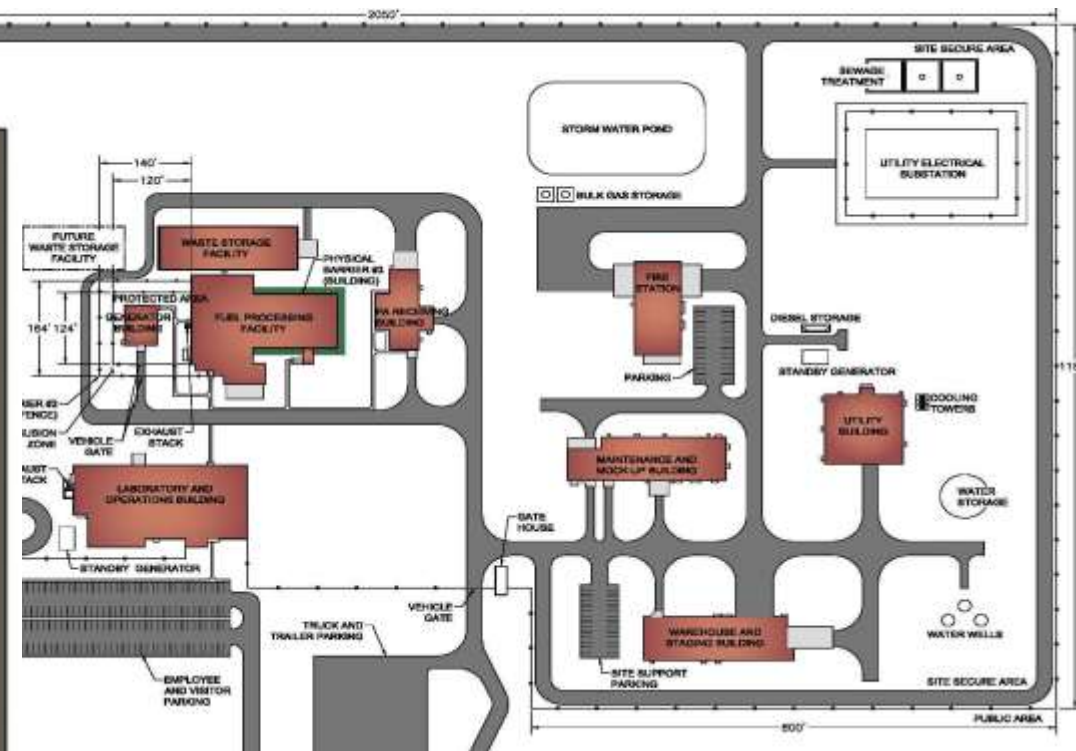 2050'
SITE SECURE AREA
SEWAGE
TREATMENT
STORM WATER POND
UTILITY ELECTRICAL
SUBSTATION
140'
120'
BULK GAS STORAGE
FUTURE
WASTE STORAGE
FACILITY
WASTE STORAGE
FACILITY
PHYSICAL
BARRIER #3
(BUILDING)
FIRE
STATION
PROTECTED AREA
GENERATOR
BUILDING
FUEL PROCESSING
FACILITY
PA RECEIVING
BUILDING
164' 124'
DIESEL STORAGE
PARKING
STANDBY GENERATOR
COOLING
TOWERS
UTILITY
BUILDING
ZONE
VEHICLE
GATE
EXHAUST
STACK
MAINTENANCE AND
MOCK UP BUILDING
LABORATORY AND
OPERATIONS BUILDING
WATER
STORAGE
GATE
HOUSE
STANDBY GENERATOR
VEHICLE
GATE
TRUCK AND
TRAILER PARKING
WAREHOUSE AND
STAGING BUILDING
WATER WELLS
EMPLOYEE
AND VISITOR
PARKING
SITE SUPPORT
PARKING
SITE SECURE AREA
PUBLIC AREA
800'